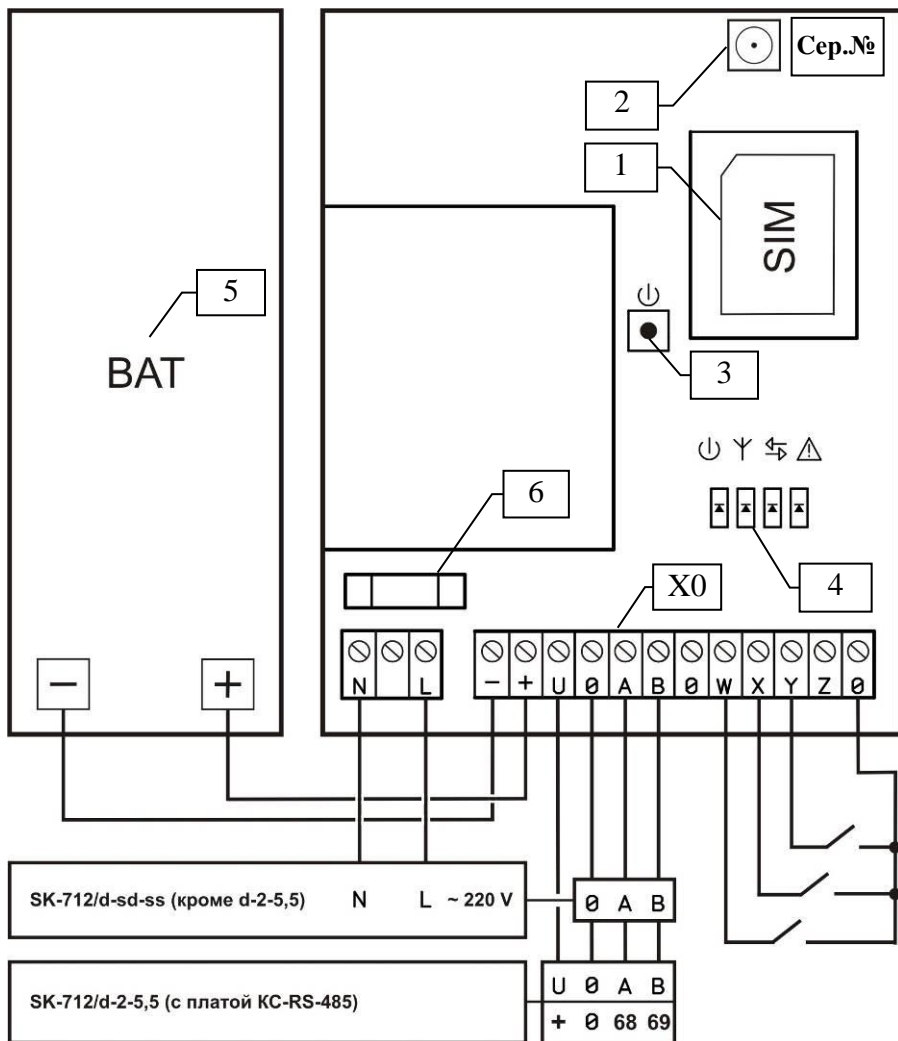 Сер.№
2
1
SIM
5
BAT
3
6
X0
4
N L
− + U 0 A B 0 W X Y Z 0
− +
SK-712/d-sd-ss (кроме d-2-5,5) N L ~ 220 V
0 A B
SK-712/d-2-5,5 (с платой КС-RS-485)
U 0 A B
+ 0 68 69